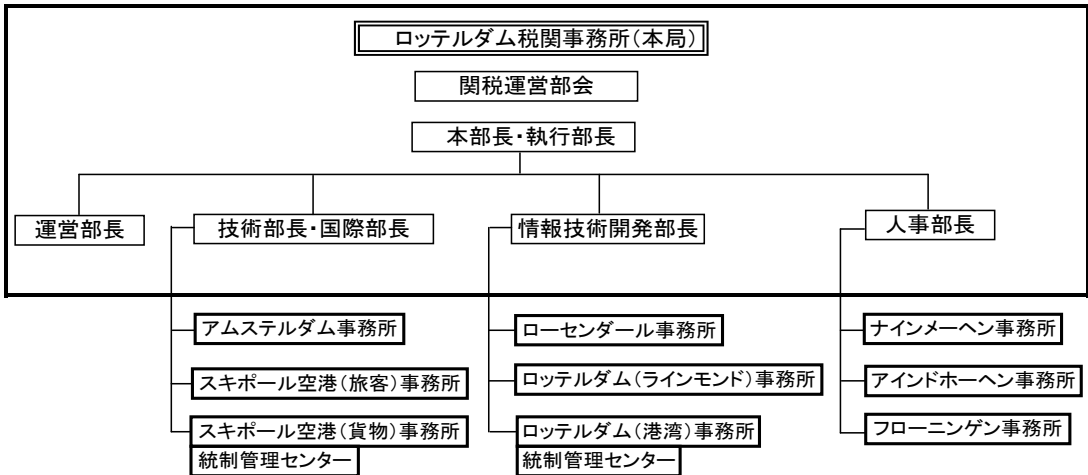 ロッテルダム税関事務所(本局)
関税運営部会
本部長・執行部長
運営部長
技術部長・国際部長
情報技術開発部長
人事部長
アムステルダム事務所
ローセンダール事務所
ナインメーヘン事務所
スキポール空港(旅客)事務所
ロッテルダム(ラインモンド)事務所
アインドホーヘン事務所
スキポール空港(貨物)事務所
ロッテルダム(港湾)事務所
フローニンゲン事務所
統制管理センター
統制管理センター